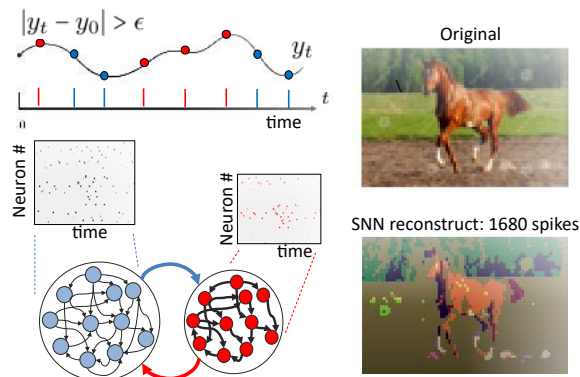 |y_t − y_0| > ϵ
y_t
t
0
time
Neuron #
time
Neuron #
time
Original
SNN reconstruct: 1680 spikes